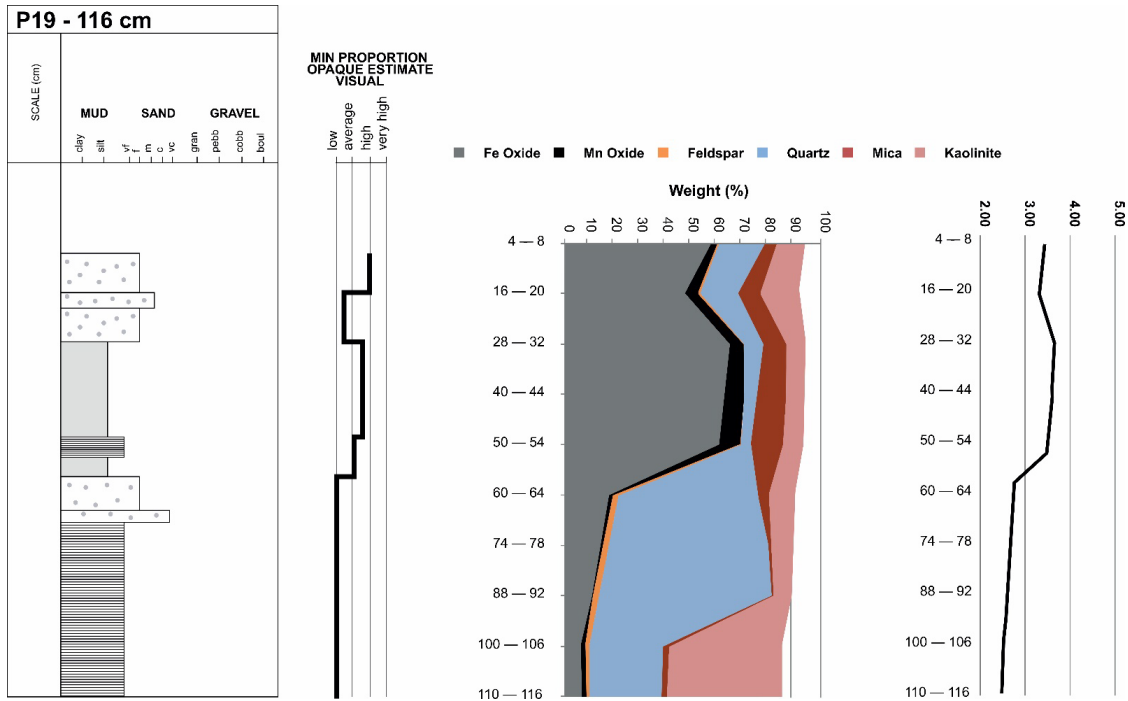 P19 - 116 cm
SCALE (cm)
MUD SAND GRAVEL
clay silt vf f m c vc gran pebb cobb boul
MIN PROPORTION
OPAQUE ESTIMATE
VISUAL
low average high very high
Fe Oxide Mn Oxide Feldspar Quartz Mica Kaolinite
Weight (%)
0 10 20 30 40 50 60 70 80 90 100
2.00 3.00 4.00 5.00
4 — 8 4 — 8
16 — 20 16 — 20
28 — 32 28 — 32
40 — 44 40 — 44
50 — 54 50 — 54
60 — 64 60 — 64
74 — 78 74 — 78
88 — 92 88 — 92
100 — 106 100 — 106
110 — 116 110 — 116